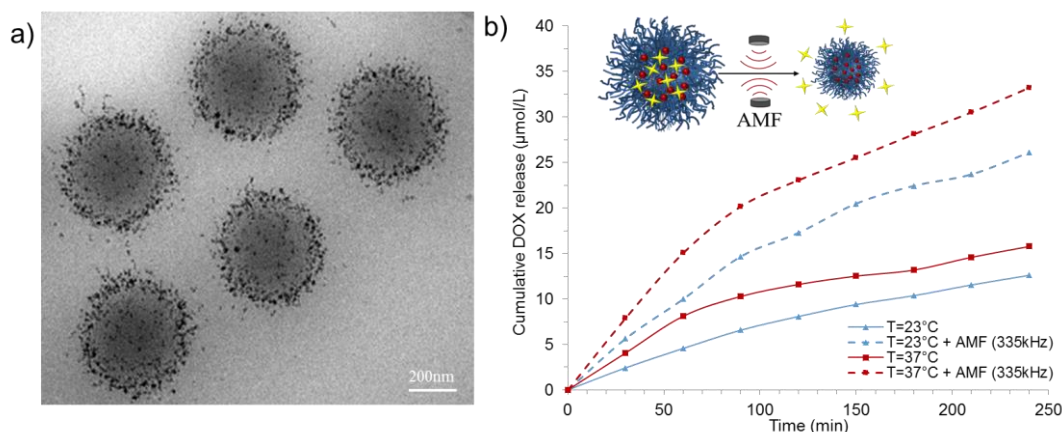 a)
200nm
b)
AMF
Cumulative DOX release (µmol/L)
40
35
30
25
20
15
10
5
0
T=23°C
T=23°C + AMF (335kHz)
T=37°C
T=37°C + AMF (335kHz)
0
50
100
150
200
250
Time (min)